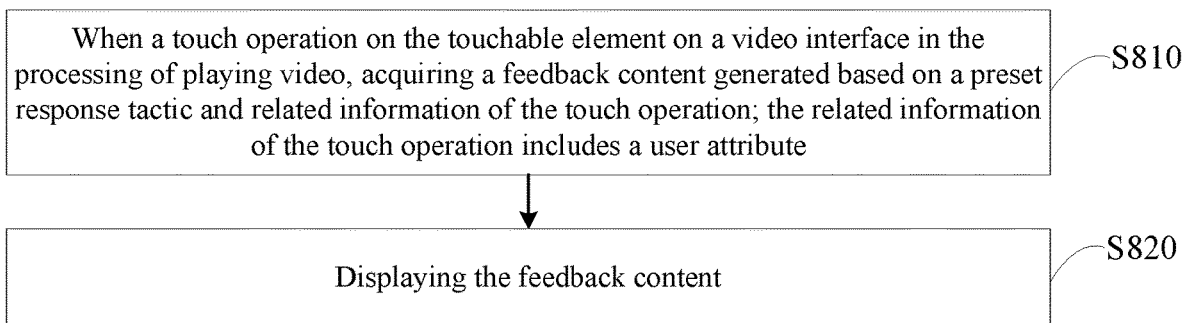 When a touch operation on the touchable element on a video interface in the
processing of playing video, acquiring a feedback content generated based on a preset
response tactic and related information of the touch operation; the related information
of the touch operation includes a user attribute
S810
Displaying the feedback content
S820